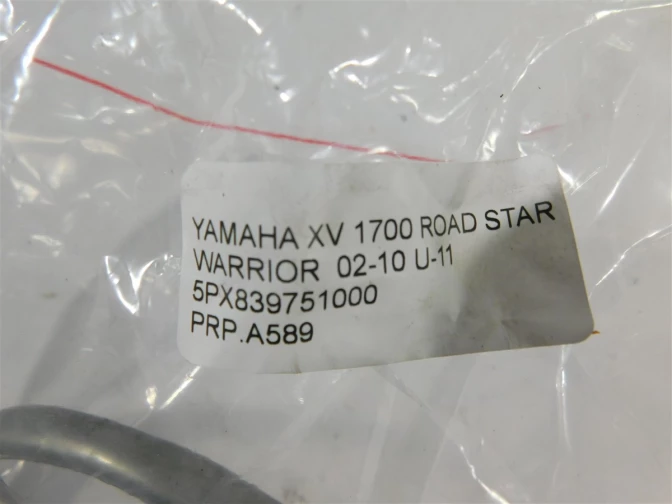 YAMAHA XV 1700 ROAD STAR
WARRIOR 02-10 U-11
5PX839751000
PRP.A589